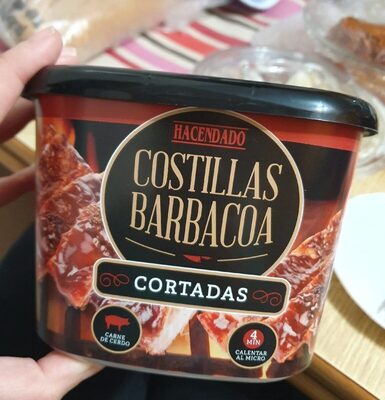 HACENDADO
COSTILLAS
BARBACOA
CORTADAS
CARNE
DE CERDO
4
MIN
CALENTAR
AL MICRO